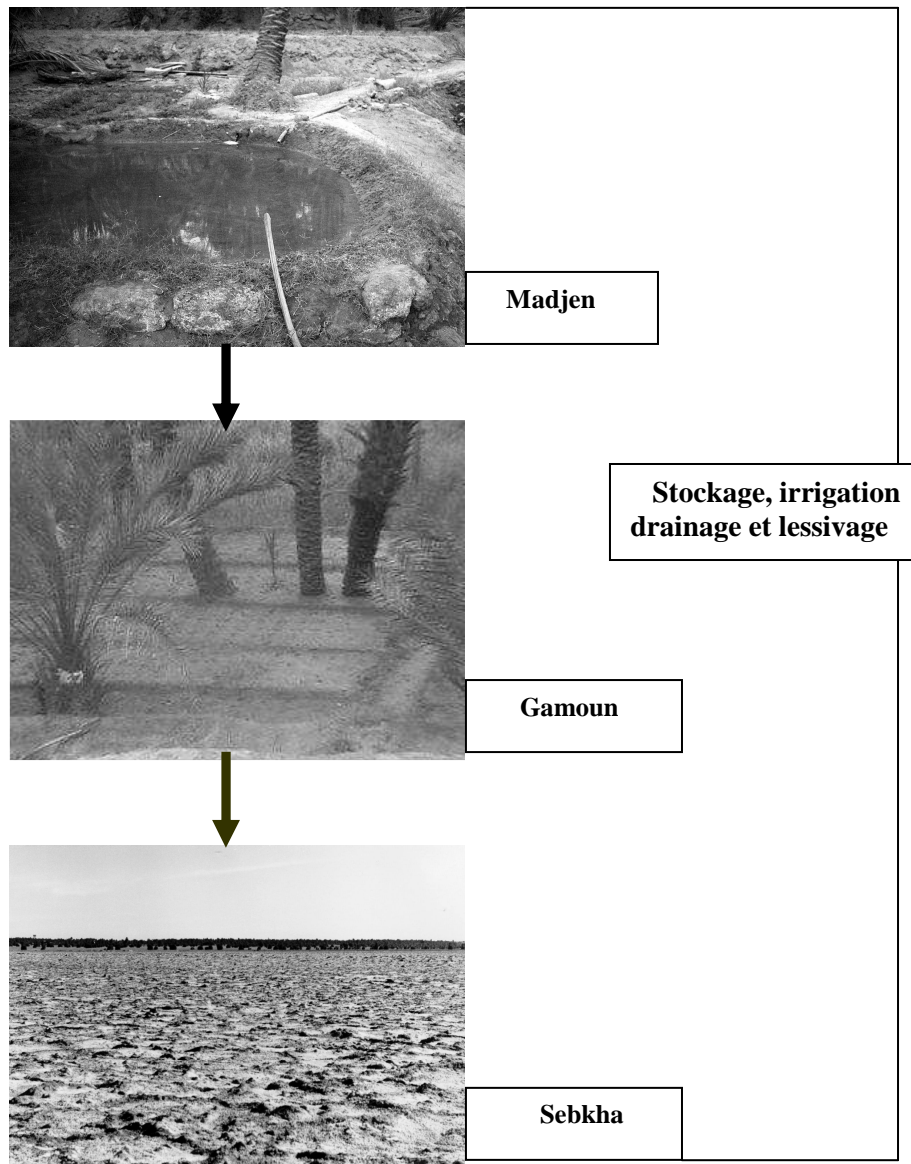 Madjen
Stockage, irrigation
drainage et lessivage
Gamoun
Sebkha